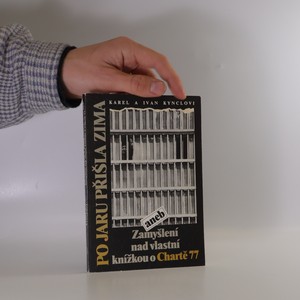 KAREL A IVAN KYNCLOVI
PO JARU PŘIŠLA ZIMA
aneb
Zamyšlení
nad vlastní
knížkou o Chartě 77